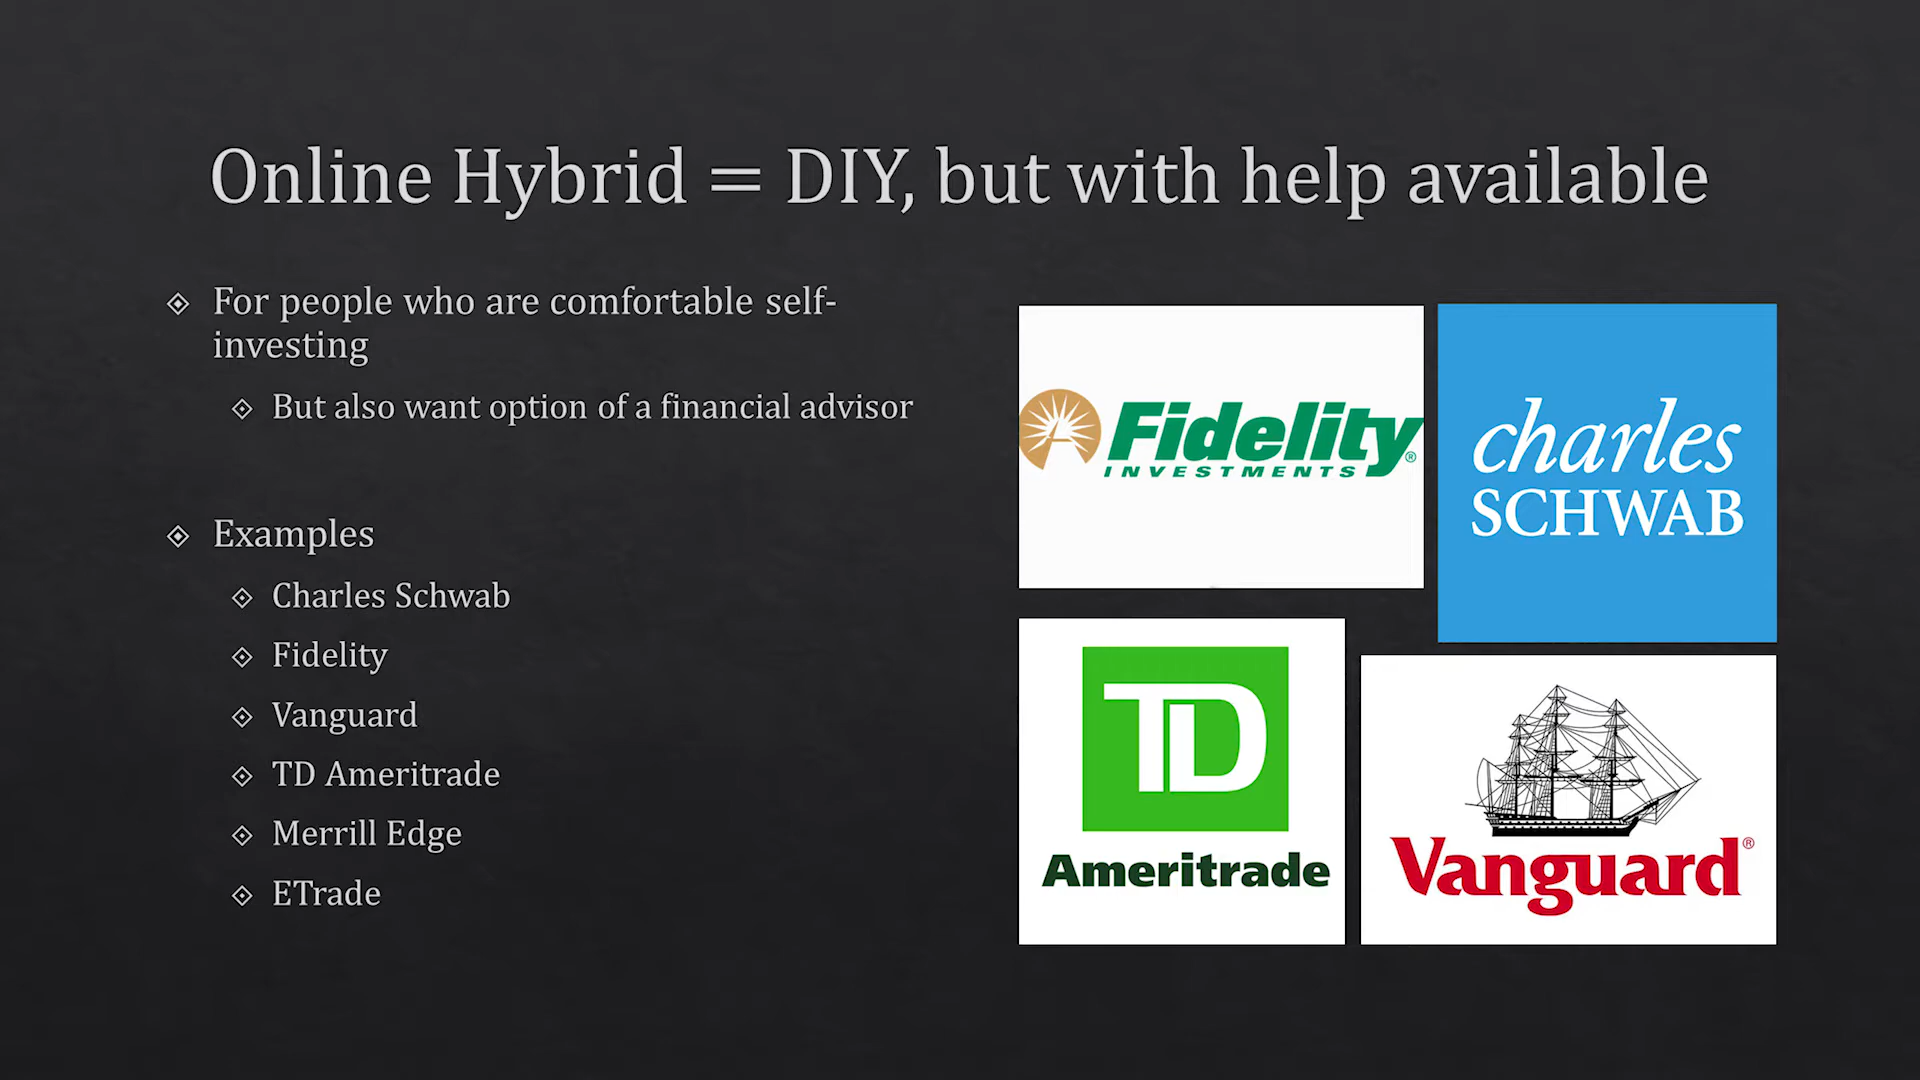 Online Hybrid = DIY, but with help available
For people who are comfortable self-
investing
But also want option of a financial advisor
Examples
Charles Schwab
Fidelity
Vanguard
TD Ameritrade
Merrill Edge
ETrade
Fidelity®
INVESTMENTS
charles
SCHWAB
TD
Ameritrade
Vanguard®